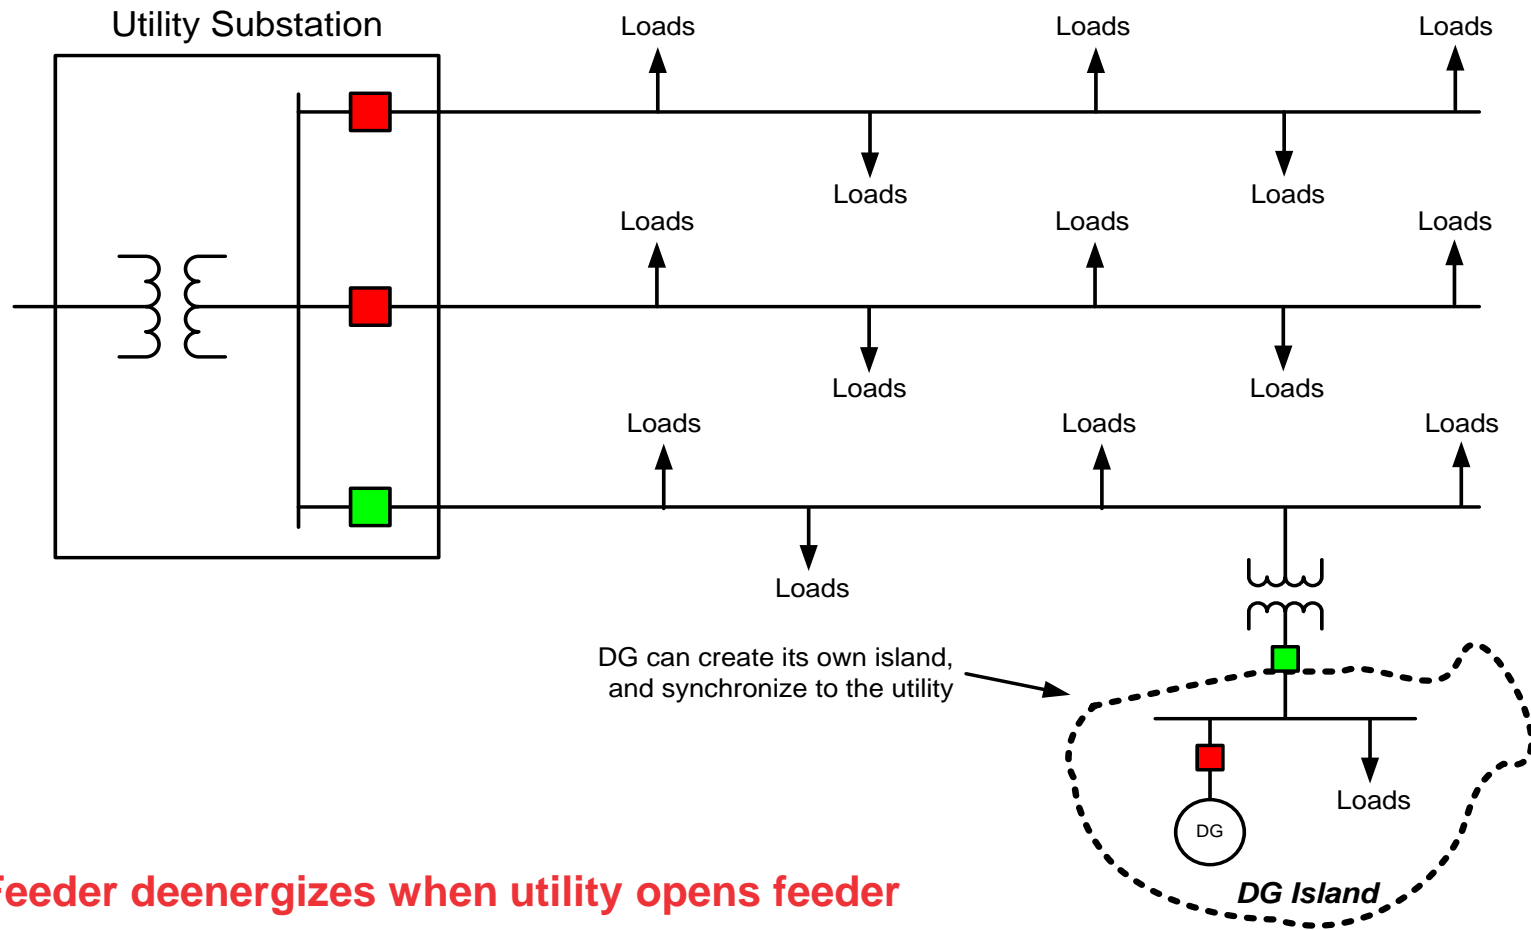 Utility Substation
Loads
Loads
Loads
Loads
Loads
Loads
Loads
Loads
Loads
Loads
Loads
Loads
Loads
Loads
DG can create its own island,
and synchronize to the utility
Loads
DG
DG Island
Feeder deenergizes when utility opens feeder